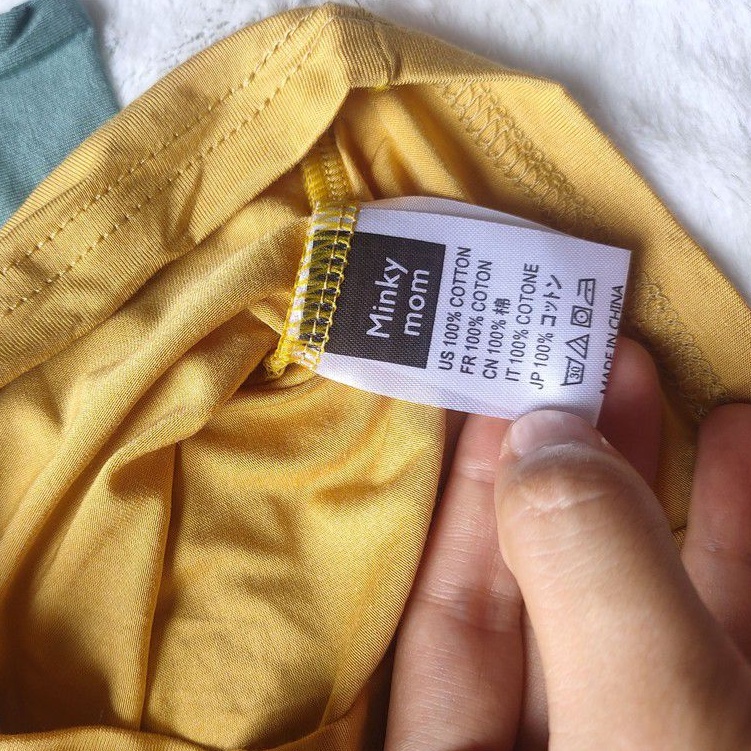 Minky
mom
US 100% COTTON
FR 100% COTON
CN 100% 棉
IT 100% COTONE
JP 100% コットン
30
MADE IN CHINA